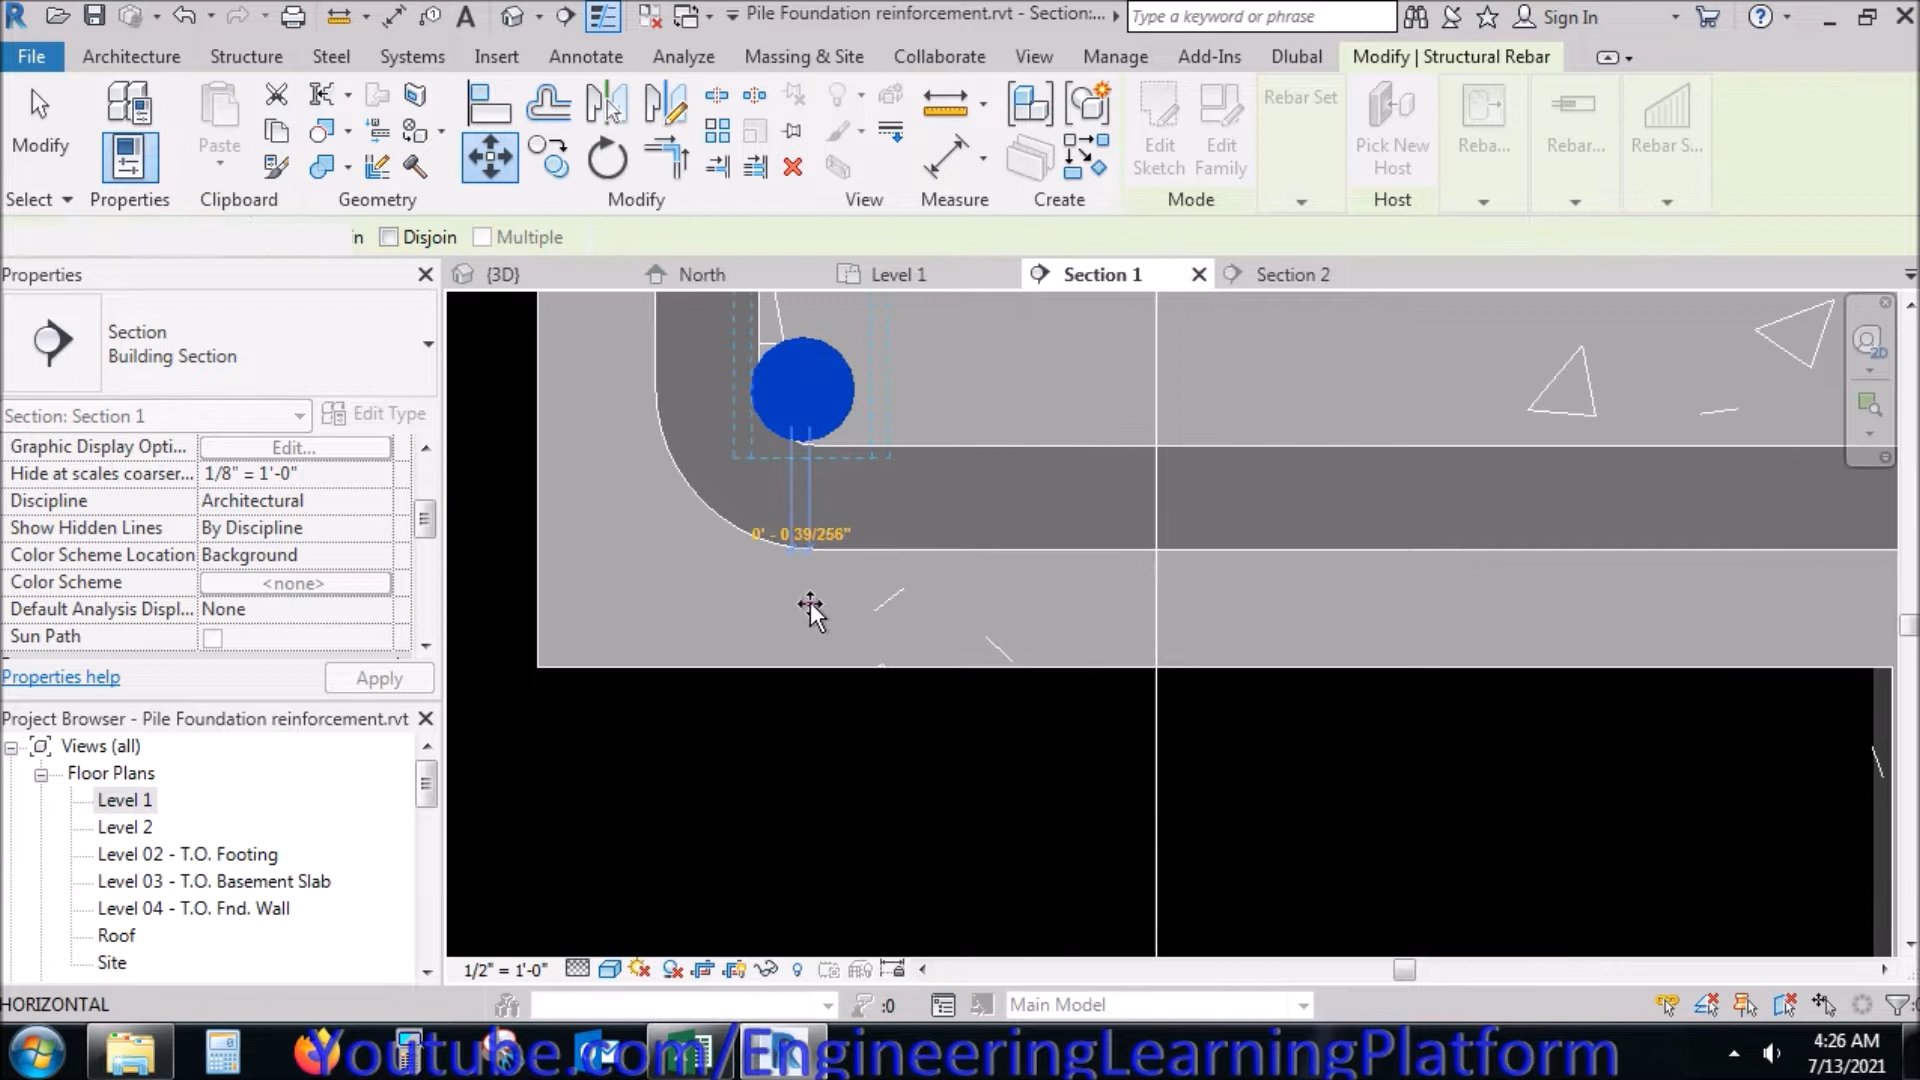 Pile Foundation reinforcement.rvt - Section:...
Type a keyword or phrase
Sign In
File Architecture Structure Steel Systems Insert Annotate Analyze Massing & Site Collaborate View Manage Add-Ins Dlubal Modify | Structural Rebar
Modify
Paste
Edit Sketch
Edit Family
Rebar Set
Pick New Host
Reba...
Rebar...
Rebar S...
Select Properties Clipboard Geometry Modify View Measure Create Mode Host
n Disjoin Multiple
Properties
{3D} North Level 1 Section 1 Section 2
Section
Building Section
Section: Section 1 Edit Type
Graphic Display Opti... Edit...
Hide at scales coarser... 1/8" = 1'-0"
Discipline Architectural
Show Hidden Lines By Discipline
Color Scheme Location Background
Color Scheme <none>
Default Analysis Displ... None
Sun Path
Properties help Apply
0' - 0 39/256"
2D
Project Browser - Pile Foundation reinforcement.rvt
Views (all)
Floor Plans
Level 1
Level 2
Level 02 - T.O. Footing
Level 03 - T.O. Basement Slab
Level 04 - T.O. Fnd. Wall
Roof
Site
1/2" = 1'-0"
HORIZONTAL
:0
Main Model
Youtube.com/EngineeringLearningPlatform
4:26 AM
7/13/2021